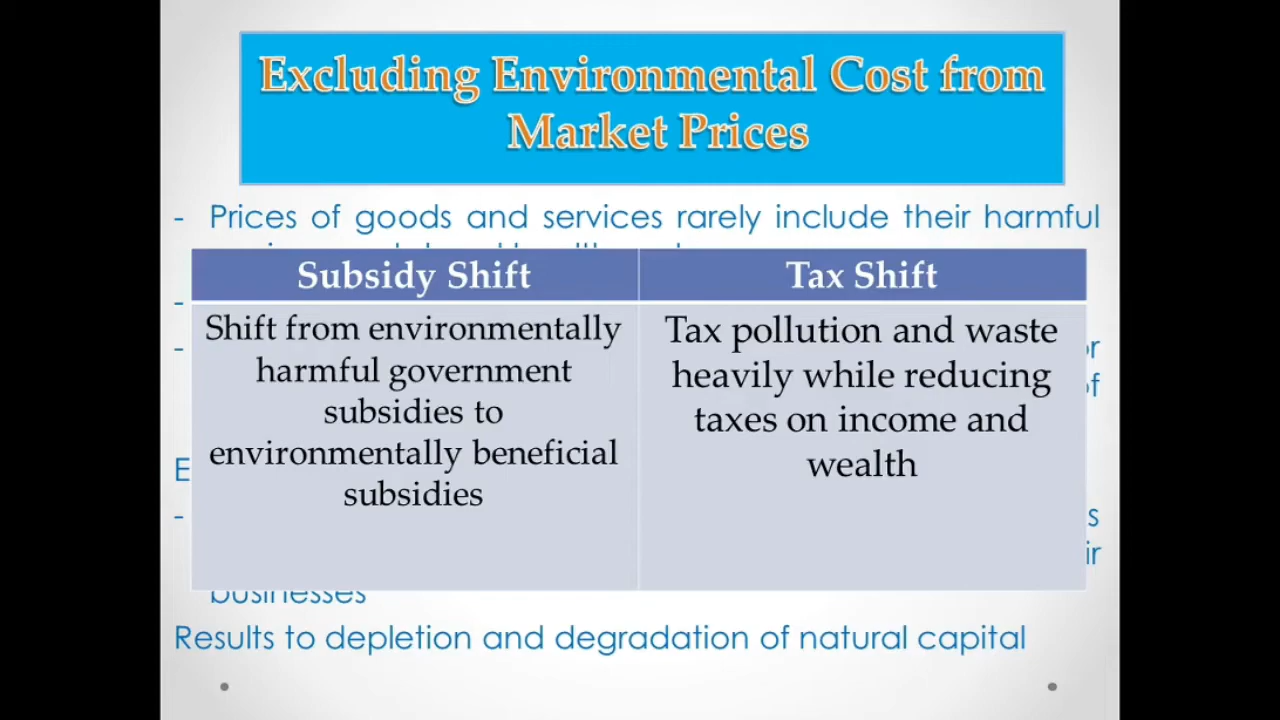 Excluding Environmental Cost from
Market Prices
- Prices of goods and services rarely include their harmful
Subsidy Shift
Tax Shift
Shift from environmentally
harmful government
subsidies to
environmentally beneficial
subsidies
Tax pollution and waste
heavily while reducing
taxes on income and
wealth
businesses
Results to depletion and degradation of natural capital